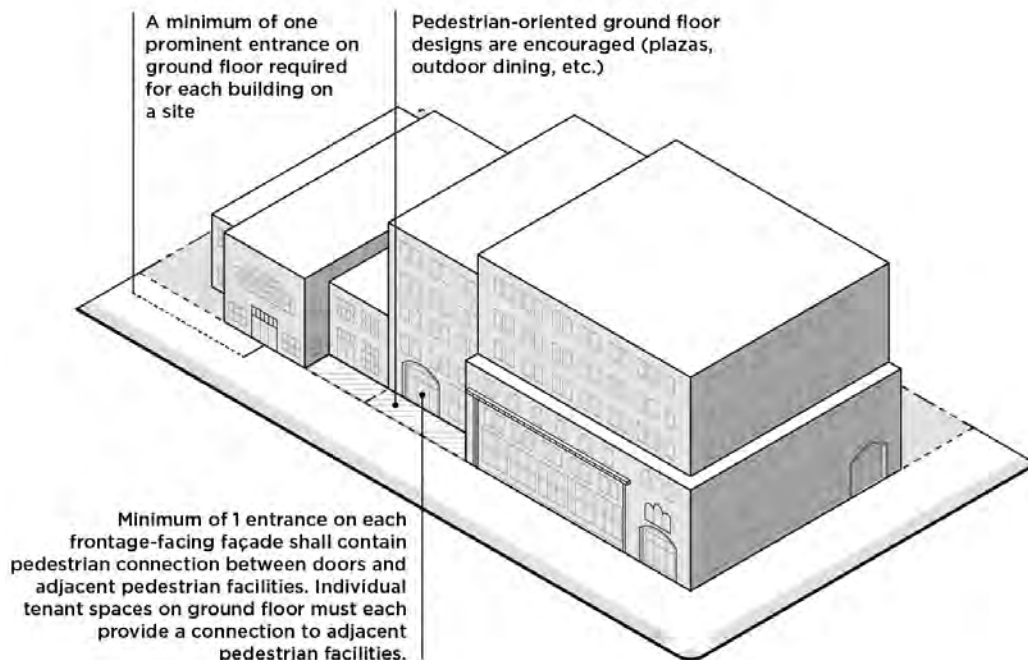 A minimum of one
prominent entrance on
ground floor required
for each building on
a site
Pedestrian-oriented ground floor
designs are encouraged (plazas,
outdoor dining, etc.)
Minimum of 1 entrance on each
frontage-facing façade shall contain
pedestrian connection between doors and
adjacent pedestrian facilities. Individual
tenant spaces on ground floor must each
provide a connection to adjacent
pedestrian facilities.